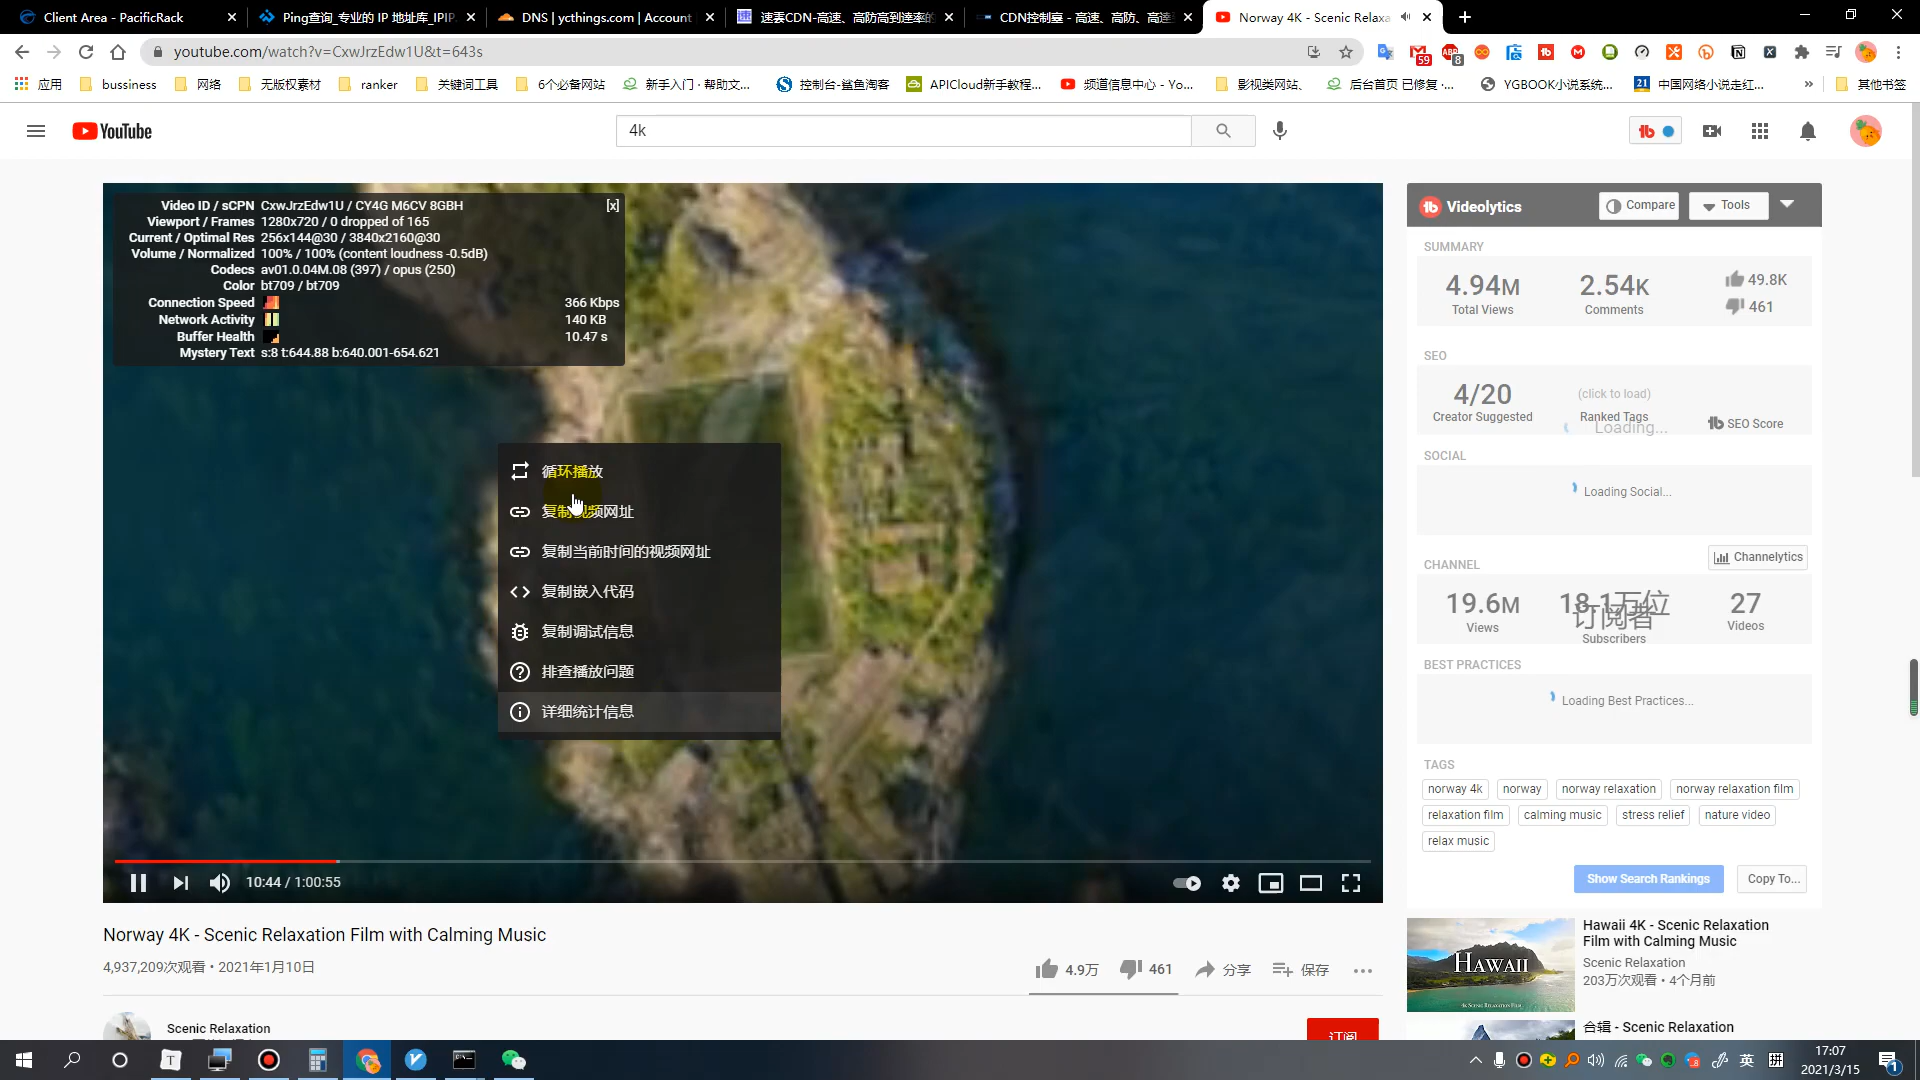 Client Area - PacificRack
Ping查询_专业的 IP 地址库_IPIP.
DNS | ycthings.com | Account
CDN控制台 - 高速、高防、高速
Norway 4K - Scenic Relaxa
youtube.com/watch?v=CxwJrzEdw1U&t=643s
59
8
应用
bussiness
网络
无版权素材
ranker
关键词工具
6个必备网站
新手入门 · 帮助文...
控制台-鲨鱼淘客
APICloud新手教程...
频道信息中心 - Yo...
影视类网站、
后台首页 已修复 ·...
YGBOOK小说系统...
中国网络小说走红...
»
其他书签
YouTube
4k
Video ID / sCPN CxwJrzEdw1U / CY4G M6CV 8GBH
[x]
Viewport / Frames 1280x720 / 0 dropped of 165
Current / Optimal Res 256x144@30 / 3840x2160@30
Volume / Normalized 100% / 100% (content loudness -0.5dB)
Codecs av01.0.04M.08 (397) / opus (250)
Color bt709 / bt709
Connection Speed 366 Kbps
Network Activity 140 KB
Buffer Health 10.47 s
Mystery Text s:8 t:644.88 b:640.001-654.621
循环播放
复制视频网址
复制当前时间的视频网址
复制嵌入代码
复制调试信息
排查播放问题
详细统计信息
10:44 / 1:00:55
Norway 4K - Scenic Relaxation Film with Calming Music
4,937,209次观看 • 2021年1月10日
4.9万
461
分享
保存
Scenic Relaxation
订阅
Videolytics
Compare
Tools
SUMMARY
4.94M
Total Views
2.54K
Comments
49.8K
461
SEO
4/20
Creator Suggested
(click to load)
Ranked Tags
Loading...
SEO Score
SOCIAL
Loading Social...
CHANNEL
Channelytics
19.6M
Views
18.1万位
订阅者
Subscribers
27
Videos
BEST PRACTICES
Loading Best Practices...
TAGS
norway 4k
norway
norway relaxation
norway relaxation film
relaxation film
calming music
stress relief
nature video
relax music
Show Search Rankings
Copy To...
HAWAII
4K SCENIC RELAXATION FILM
Hawaii 4K - Scenic Relaxation
Film with Calming Music
Scenic Relaxation
203万次观看 • 4个月前
合辑 - Scenic Relaxation
英
拼
17:07
2021/3/15
1